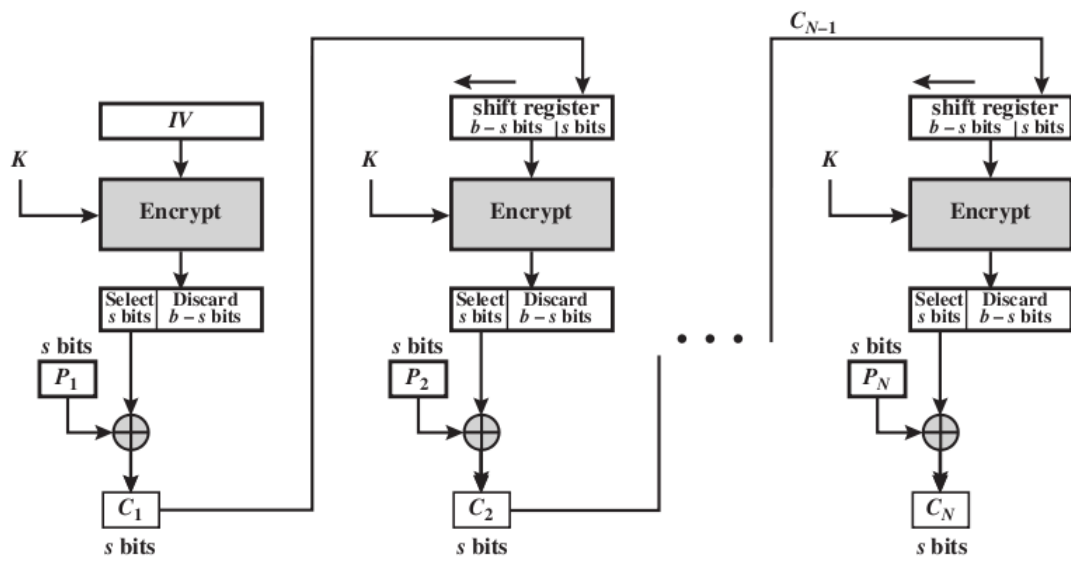 C_{N-1}
IV
shift register
b – s bits | s bits
shift register
b – s bits | s bits
K
K
K
Encrypt
Encrypt
Encrypt
Select
s bits
Discard
b – s bits
Select
s bits
Discard
b – s bits
Select
s bits
Discard
b – s bits
s bits
P_1
s bits
P_2
s bits
P_N
C_1
C_2
C_N
s bits
s bits
s bits